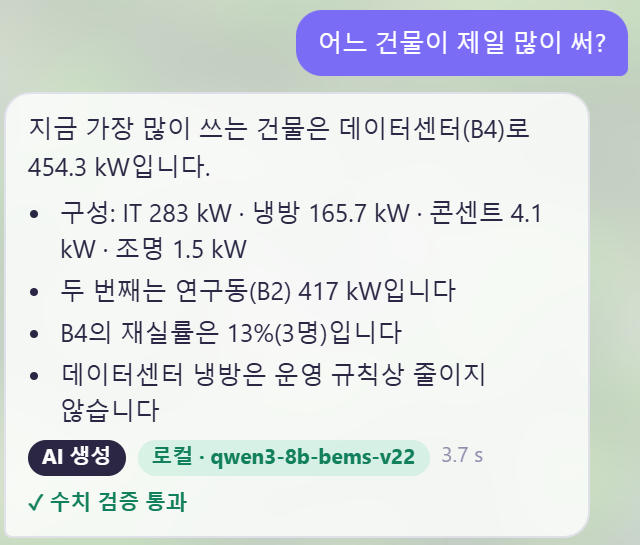 어느 건물이 제일 많이 써?
지금 가장 많이 쓰는 건물은 데이터센터(B4)로
454.3 kW입니다.
• 구성: IT 283 kW · 냉방 165.7 kW · 콘센트 4.1
kW · 조명 1.5 kW
• 두 번째는 연구동(B2) 417 kW입니다
• B4의 재실률은 13%(3명)입니다
• 데이터센터 냉방은 운영 규칙상 줄이지
않습니다
AI 생성 로컬 · qwen3-8b-bems-v22 3.7 s
✓ 수치 검증 통과